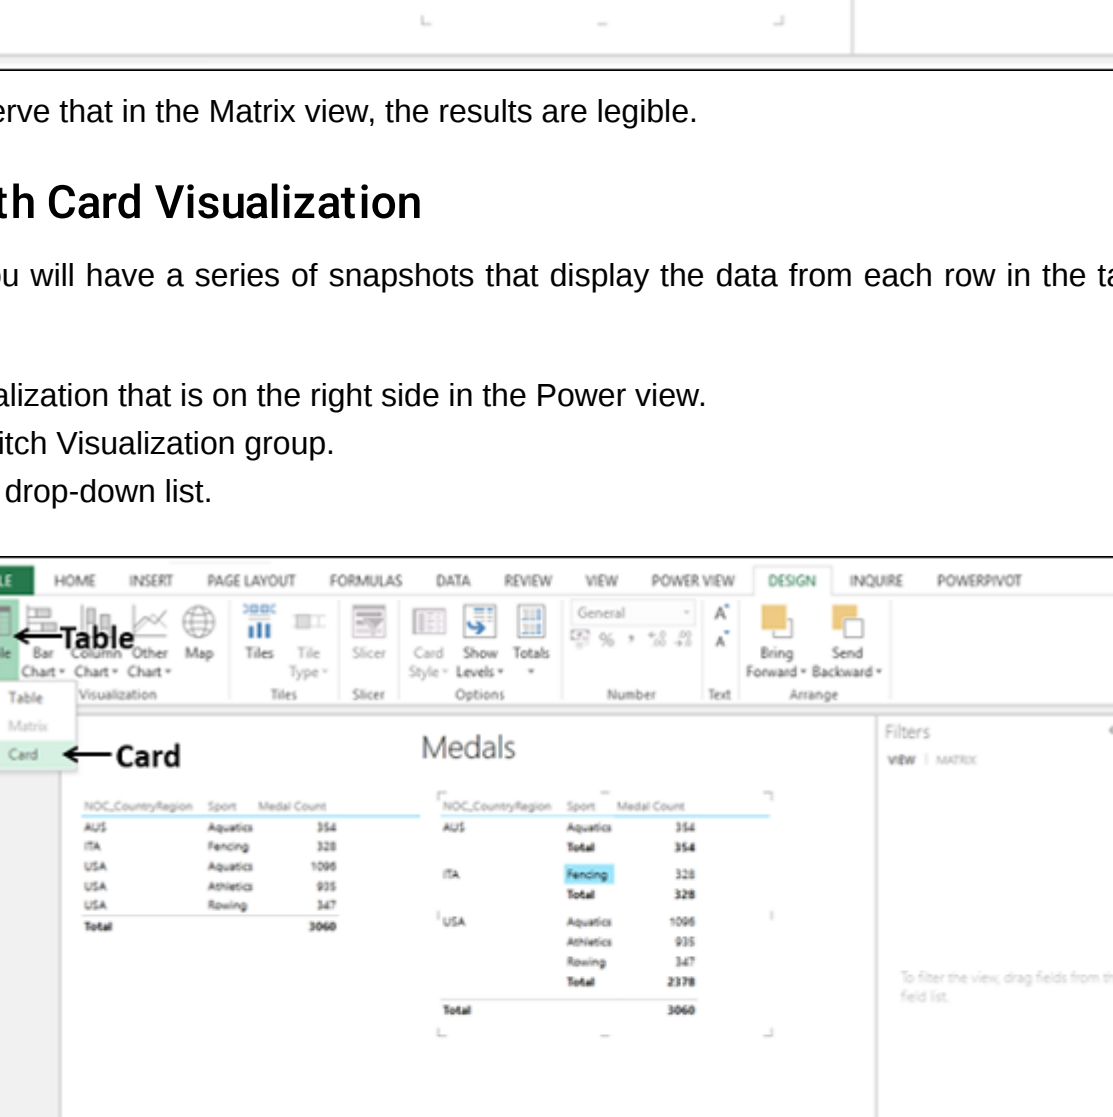 erve that in the Matrix view, the results are legible.
th Card Visualization
ou will have a series of snapshots that display the data from each row in the ta
alization that is on the right side in the Power view.
itch Visualization group.
drop-down list.
LE HOME INSERT PAGE LAYOUT FORMULAS DATA REVIEW VIEW POWER VIEW DESIGN INQUIRE POWERPIVOT
Table
General
le Bar Column Other Map Tiles Tile Slicer Card Show Totals Bring Send
Chart Chart Chart Type Style Levels Forward Backward
Visualization Tiles Slicer Options Number Text Arrange
Table
Matrix
Card
Card
Medals
Filters
VIEW | MATRIX
NOC_CountryRegion Sport Medal Count
AUS Aquatics 354
ITA Fencing 328
USA Aquatics 1096
USA Athletics 935
USA Rowing 347
Total 3060
NOC_CountryRegion Sport Medal Count
AUS Aquatics 354
Total 354
ITA Fencing 328
Total 328
USA Aquatics 1096
Athletics 935
Rowing 347
Total 2378
Total 3060
To filter the view, drag fields from th
field list.